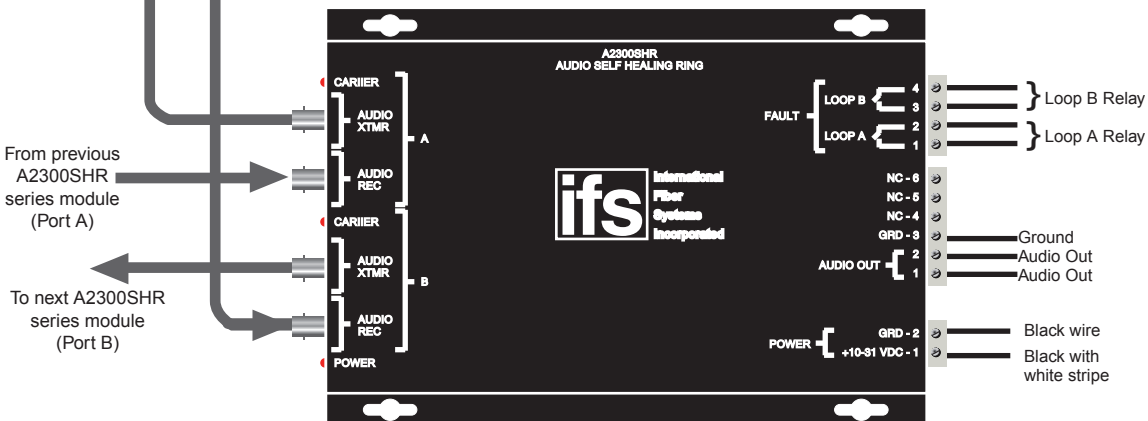 A2300SHR
AUDIO SELF HEALING RING
CARIIER
AUDIO
XTMR
A
AUDIO
REC
CARIIER
AUDIO
XTMR
B
AUDIO
REC
POWER
From previous
A2300SHR
series module
(Port A)
To next A2300SHR
series module
(Port B)
ifs
International
Fiber
Systems
Incorporated
FAULT
LOOP B
4
3
LOOP A
2
1
Loop B Relay
Loop A Relay
NC - 6
NC - 5
NC - 4
GRD - 3
AUDIO OUT
2
1
Ground
Audio Out
Audio Out
POWER
GRD - 2
+10-31 VDC - 1
Black wire
Black with
white stripe